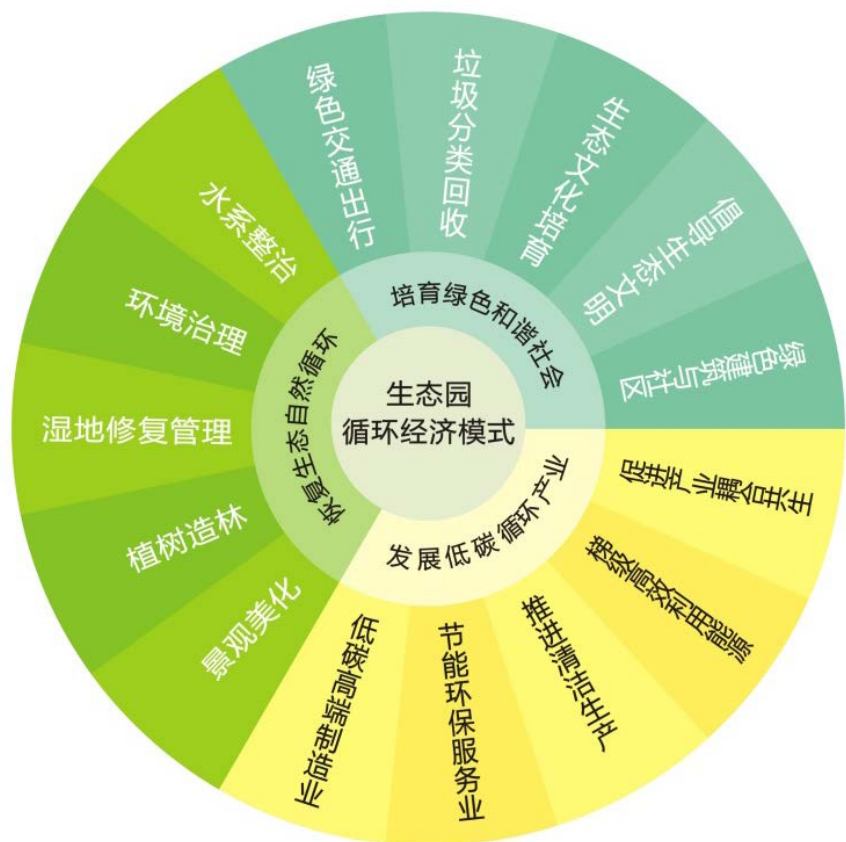 生态园
循环经济模式
培育绿色和谐社会
绿色交通出行
垃圾分类回收
生态文化培育
倡导生态文明
绿色建筑与社区
发展低碳循环产业
促进产业耦合共生
梯级高效利用能源
推进清洁生产
节能环保服务业
低碳高端制造业
恢复生态自然循环
景观美化
植树造林
湿地修复管理
环境治理
水系整治